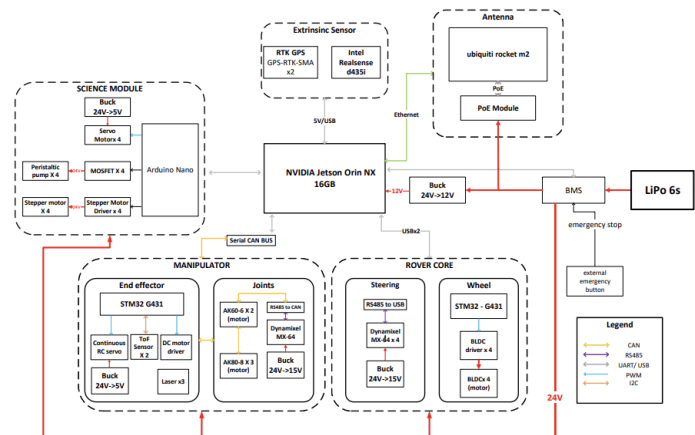 Extrinsinc Sensor
RTK GPS
GPS-RTK-SMA
x2
Intel
Realsense
d435i
Antenna
ubiquiti rocket m2
PoE
PoE Module
Ethernet
5V/USB
SCIENCE MODULE
Buck
24V->5V
Servo
Motorx 4
Arduino Nano
Peristaltic
pump X 4
24V
MOSFET X 4
Stepper motor
X 4
24V
Stepper Motor
Driver x 4
NVIDIA Jetson Orin NX
16GB
12V
Buck
24V->12V
BMS
LiPo 6s
emergency stop
external
emergency
button
Serial CAN BUS
USBx2
MANIPULATOR
End effector
STM32 G431
Continuous
RC servo
ToF
Sensor
X 2
DC motor
driver
Buck
24V->5V
Laser x3
Joints
AK60-6 X 2
(motor)
RS485 to CAN
Dynamixel
MX-64
AK80-8 X 3
(motor)
Buck
24V->15V
ROVER CORE
Steering
RS485 to USB
Dynamixel
MX-64 x 4
Buck
24V->15V
Wheel
STM32 - G431
BLDC
driver x 4
BLDCx 4
(motor)
24V
Legend
CAN
RS485
UART/ USB
PWM
I2C